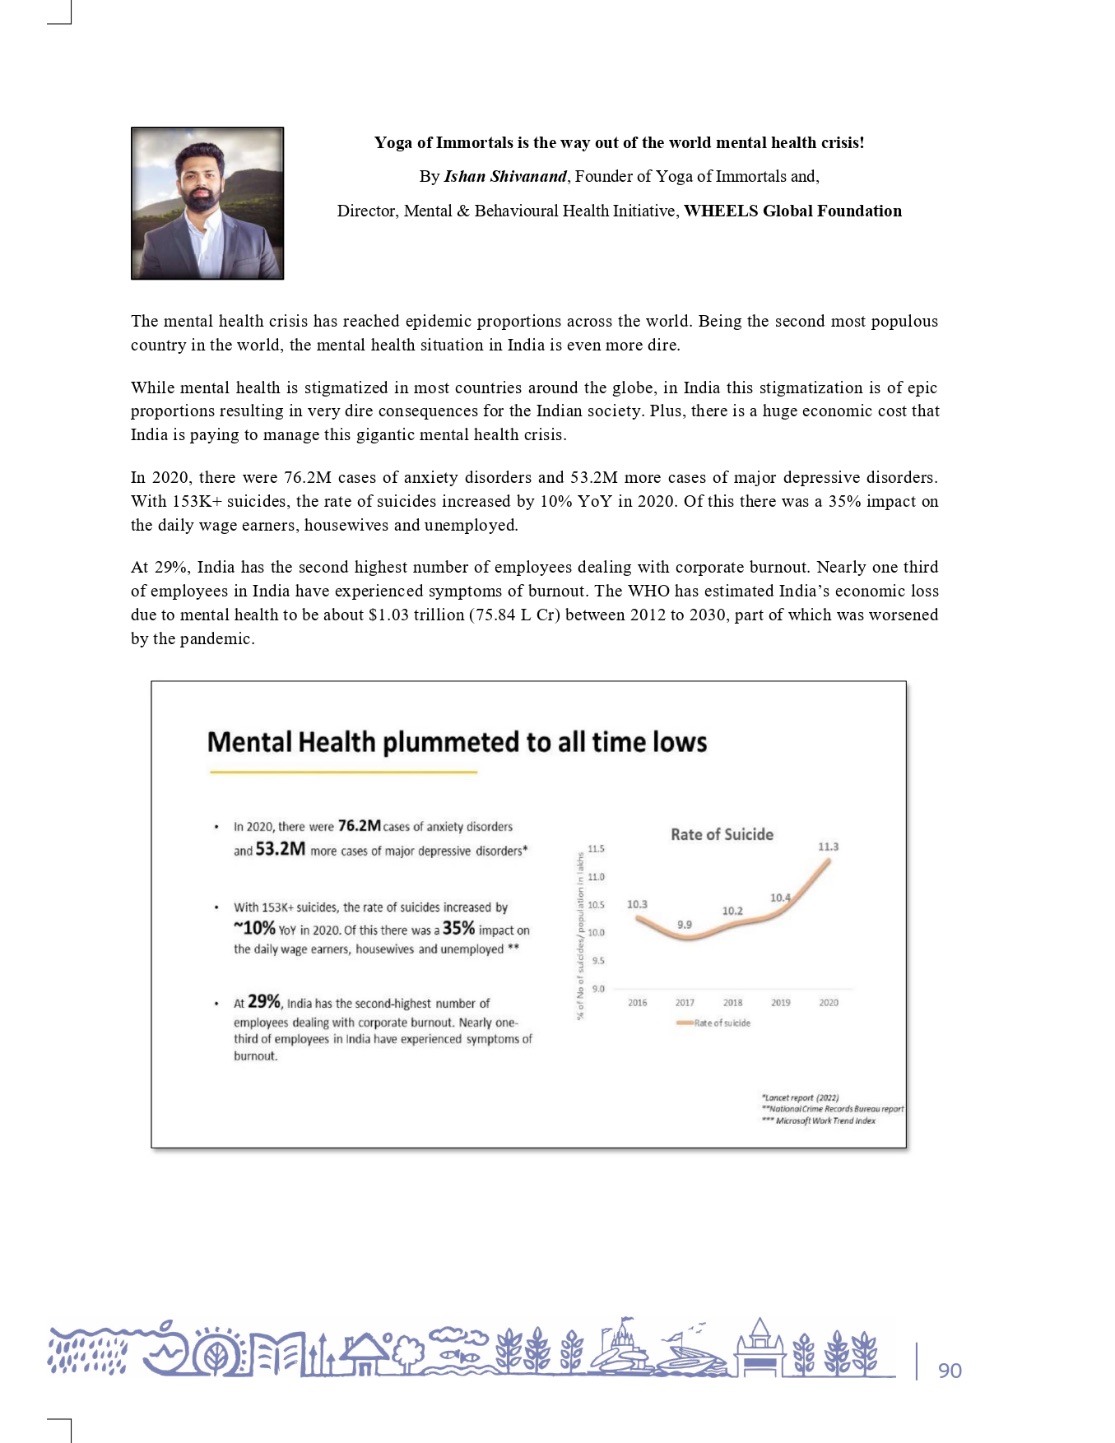 Yoga of Immortals is the way out of the world mental health crisis!
By Ishan Shivanand, Founder of Yoga of Immortals and,
Director, Mental & Behavioural Health Initiative, WHEELS Global Foundation
The mental health crisis has reached epidemic proportions across the world. Being the second most populous
country in the world, the mental health situation in India is even more dire.
While mental health is stigmatized in most countries around the globe, in India this stigmatization is of epic
proportions resulting in very dire consequences for the Indian society. Plus, there is a huge economic cost that
India is paying to manage this gigantic mental health crisis.
In 2020, there were 76.2M cases of anxiety disorders and 53.2M more cases of major depressive disorders.
With 153K+ suicides, the rate of suicides increased by 10% YoY in 2020. Of this there was a 35% impact on
the daily wage earners, housewives and unemployed.
At 29%, India has the second highest number of employees dealing with corporate burnout. Nearly one third
of employees in India have experienced symptoms of burnout. The WHO has estimated India’s economic loss
due to mental health to be about $1.03 trillion (75.84 L Cr) between 2012 to 2030, part of which was worsened
by the pandemic.
Mental Health plummeted to all time lows
• In 2020, there were 76.2M cases of anxiety disorders
and 53.2M more cases of major depressive disorders*
• With 153K+ suicides, the rate of suicides increased by
~10% YoY in 2020. Of this there was a 35% impact on
the daily wage earners, housewives and unemployed **
• At 29%, India has the second-highest number of
employees dealing with corporate burnout. Nearly one-
third of employees in India have experienced symptoms of
burnout.
Rate of Suicide
% of No of suicides/ population in lakhs
11.5
11.0
10.5
10.0
9.5
9.0
10.3
9.9
10.2
10.4
11.3
2016 2017 2018 2019 2020
Rate of suicide
*Lancet report (2022)
**National Crime Records Bureau report
*** Microsoft Work Trend Index
90